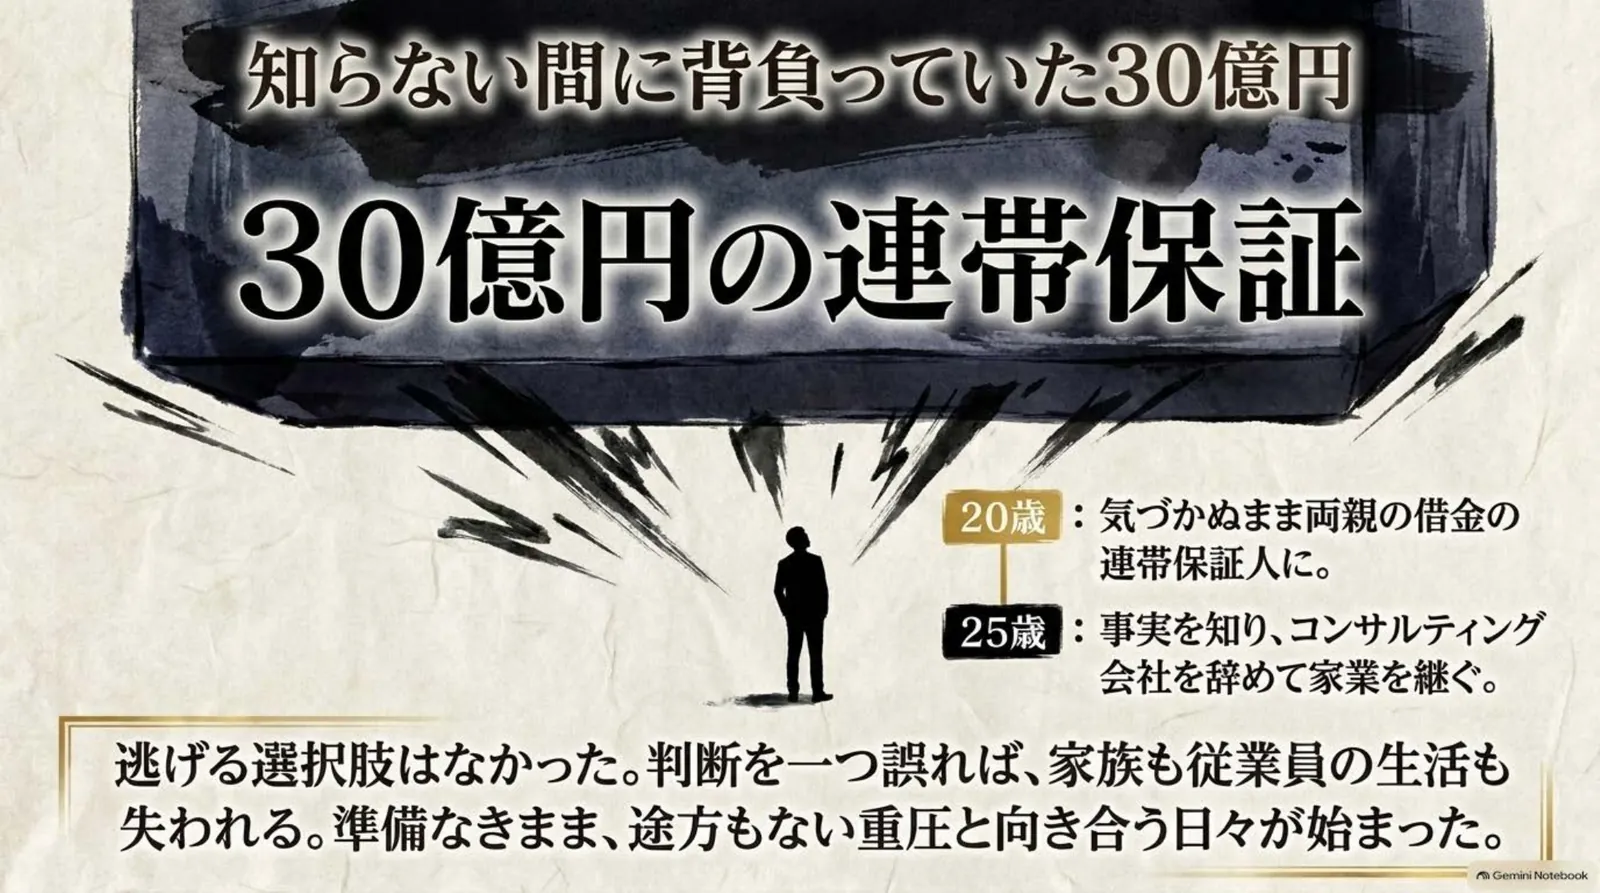 知らない間に背負っていた30億円
30億円の連帯保証
20歳：気づかぬまま両親の借金の
連帯保証人に。
25歳：事実を知り、コンサルティング
会社を辞めて家業を継ぐ。
逃げる選択肢はなかった。判断を一つ誤れば、家族も従業員の生活も
失われる。準備なきまま、途方もない重圧と向き合う日々が始まった。
Gemini Notebook